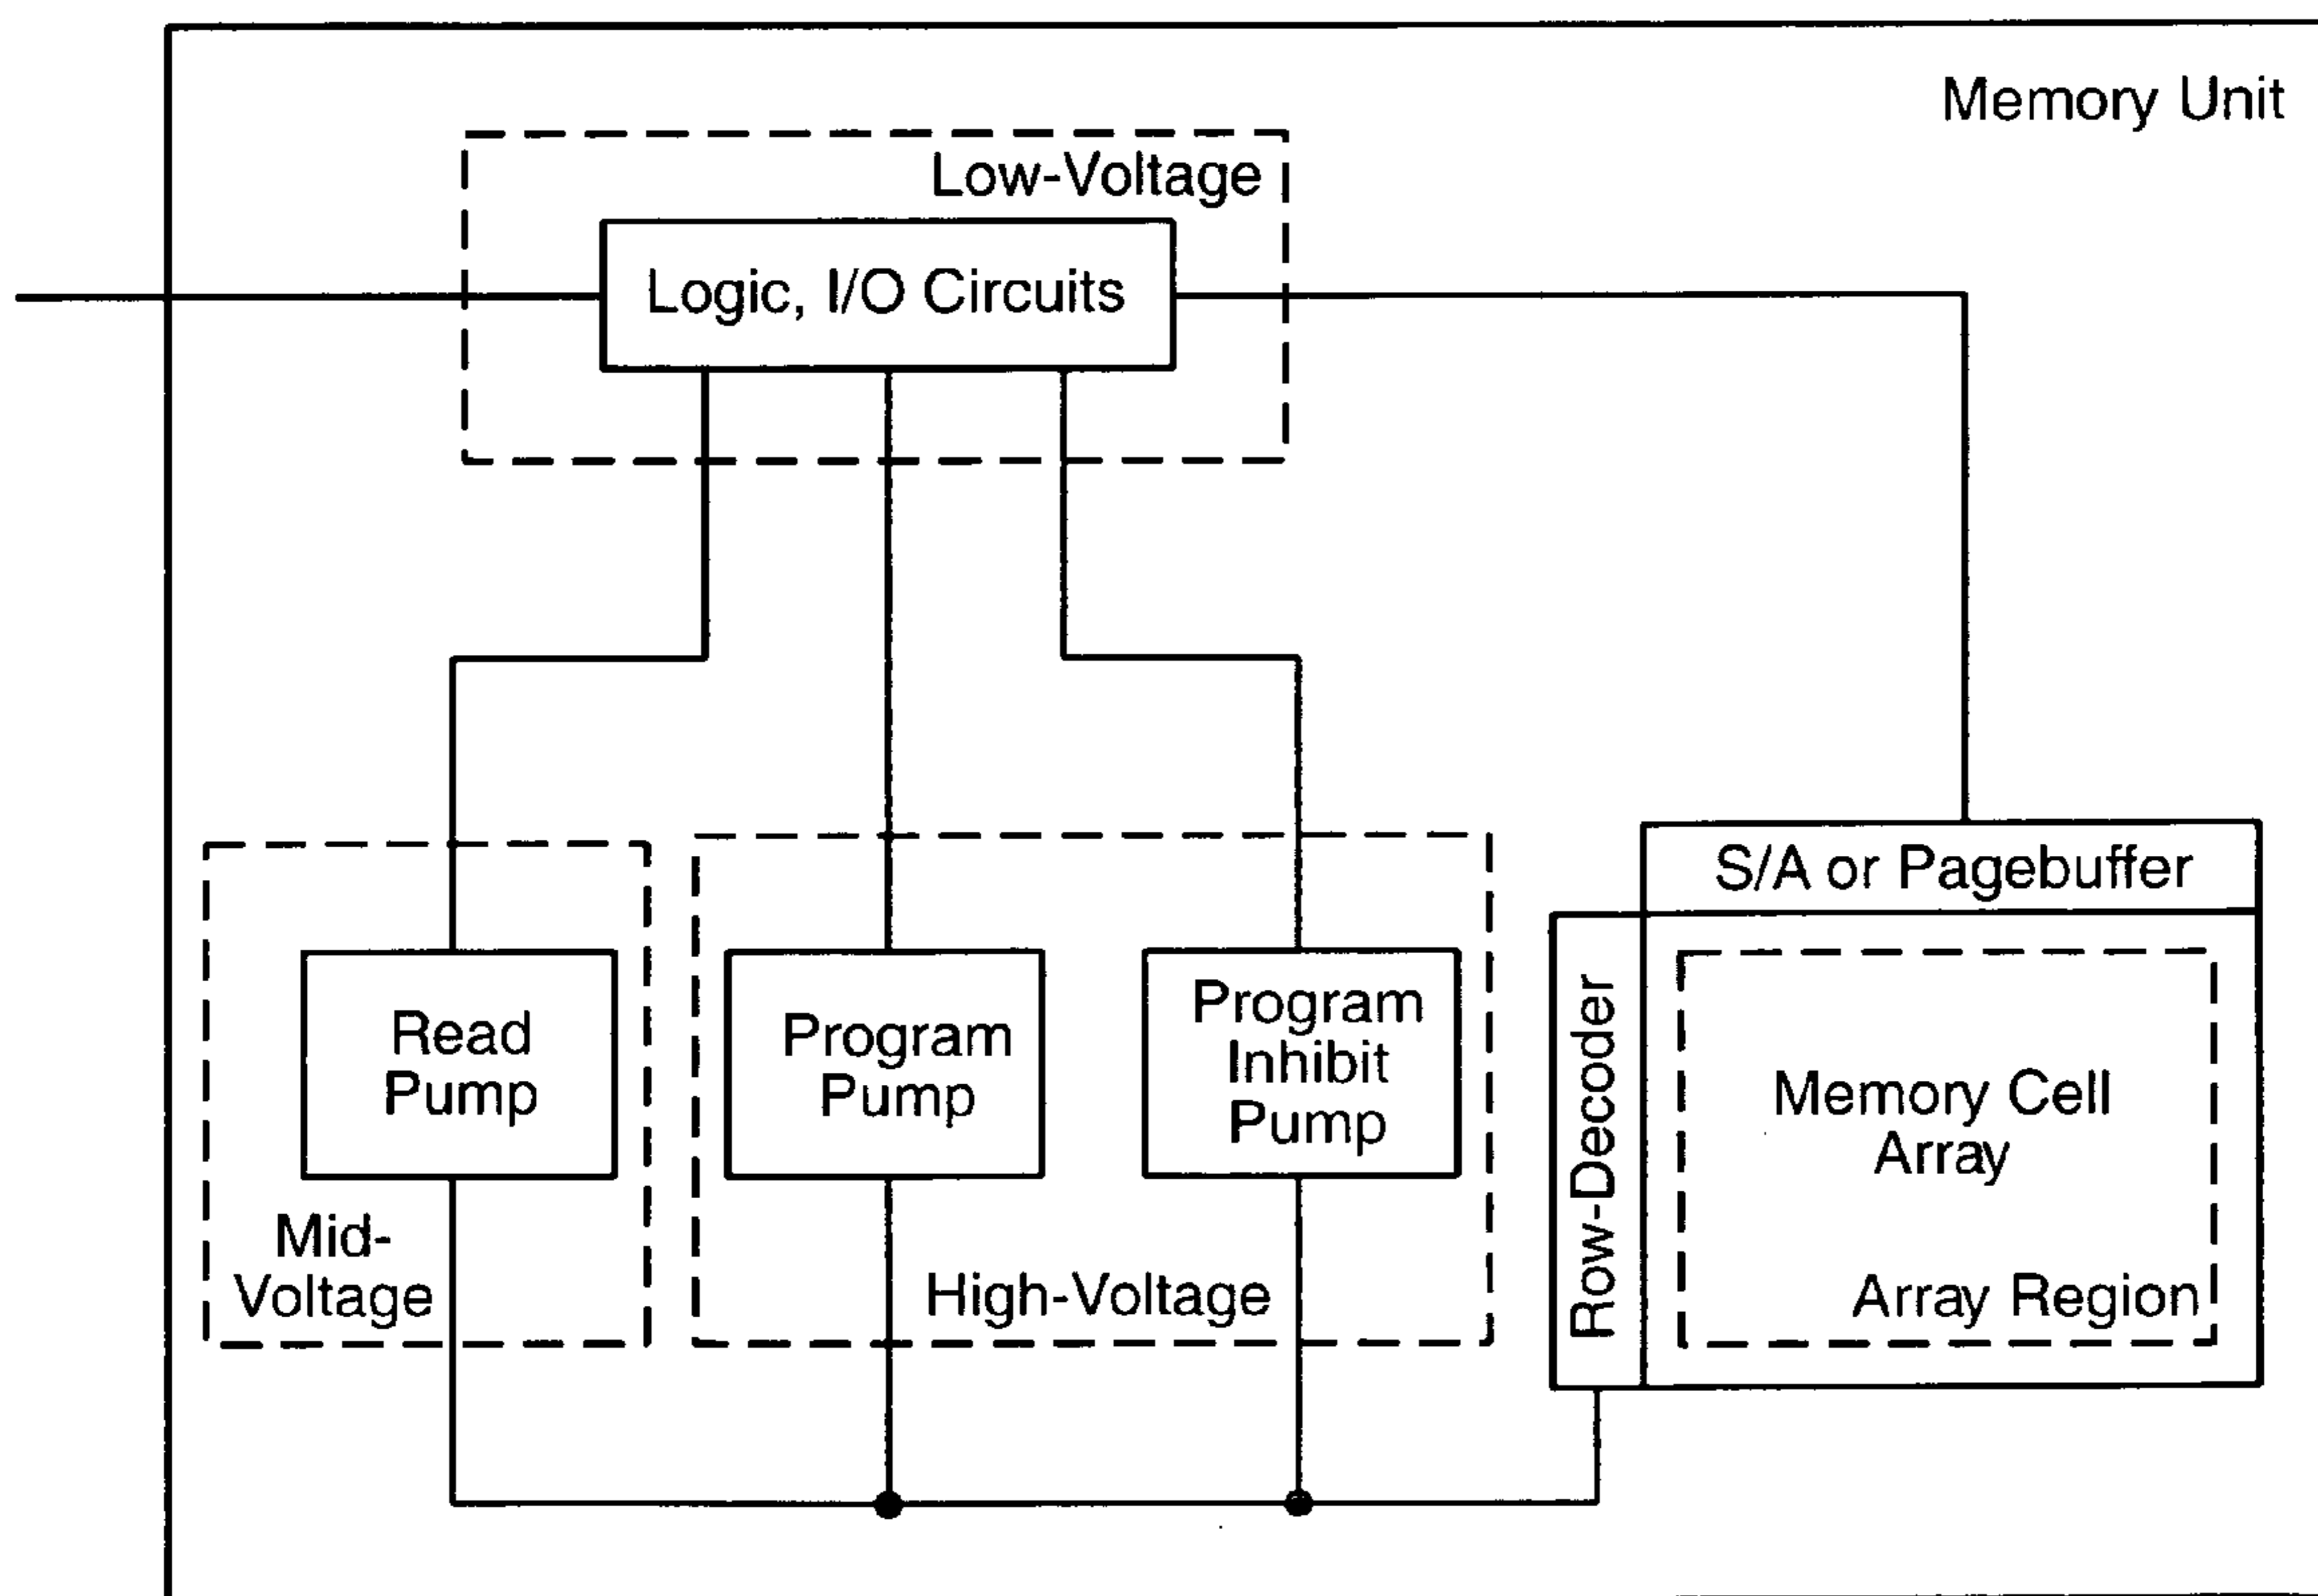 Memory Unit
Low-Voltage
Logic, I/O Circuits
S/A or Pagebuffer
Read
Pump
Program
Pump
Program
Inhibit
Pump
Row-Decoder
Memory Cell
Array
Mid-
Voltage
High-Voltage
Array Region